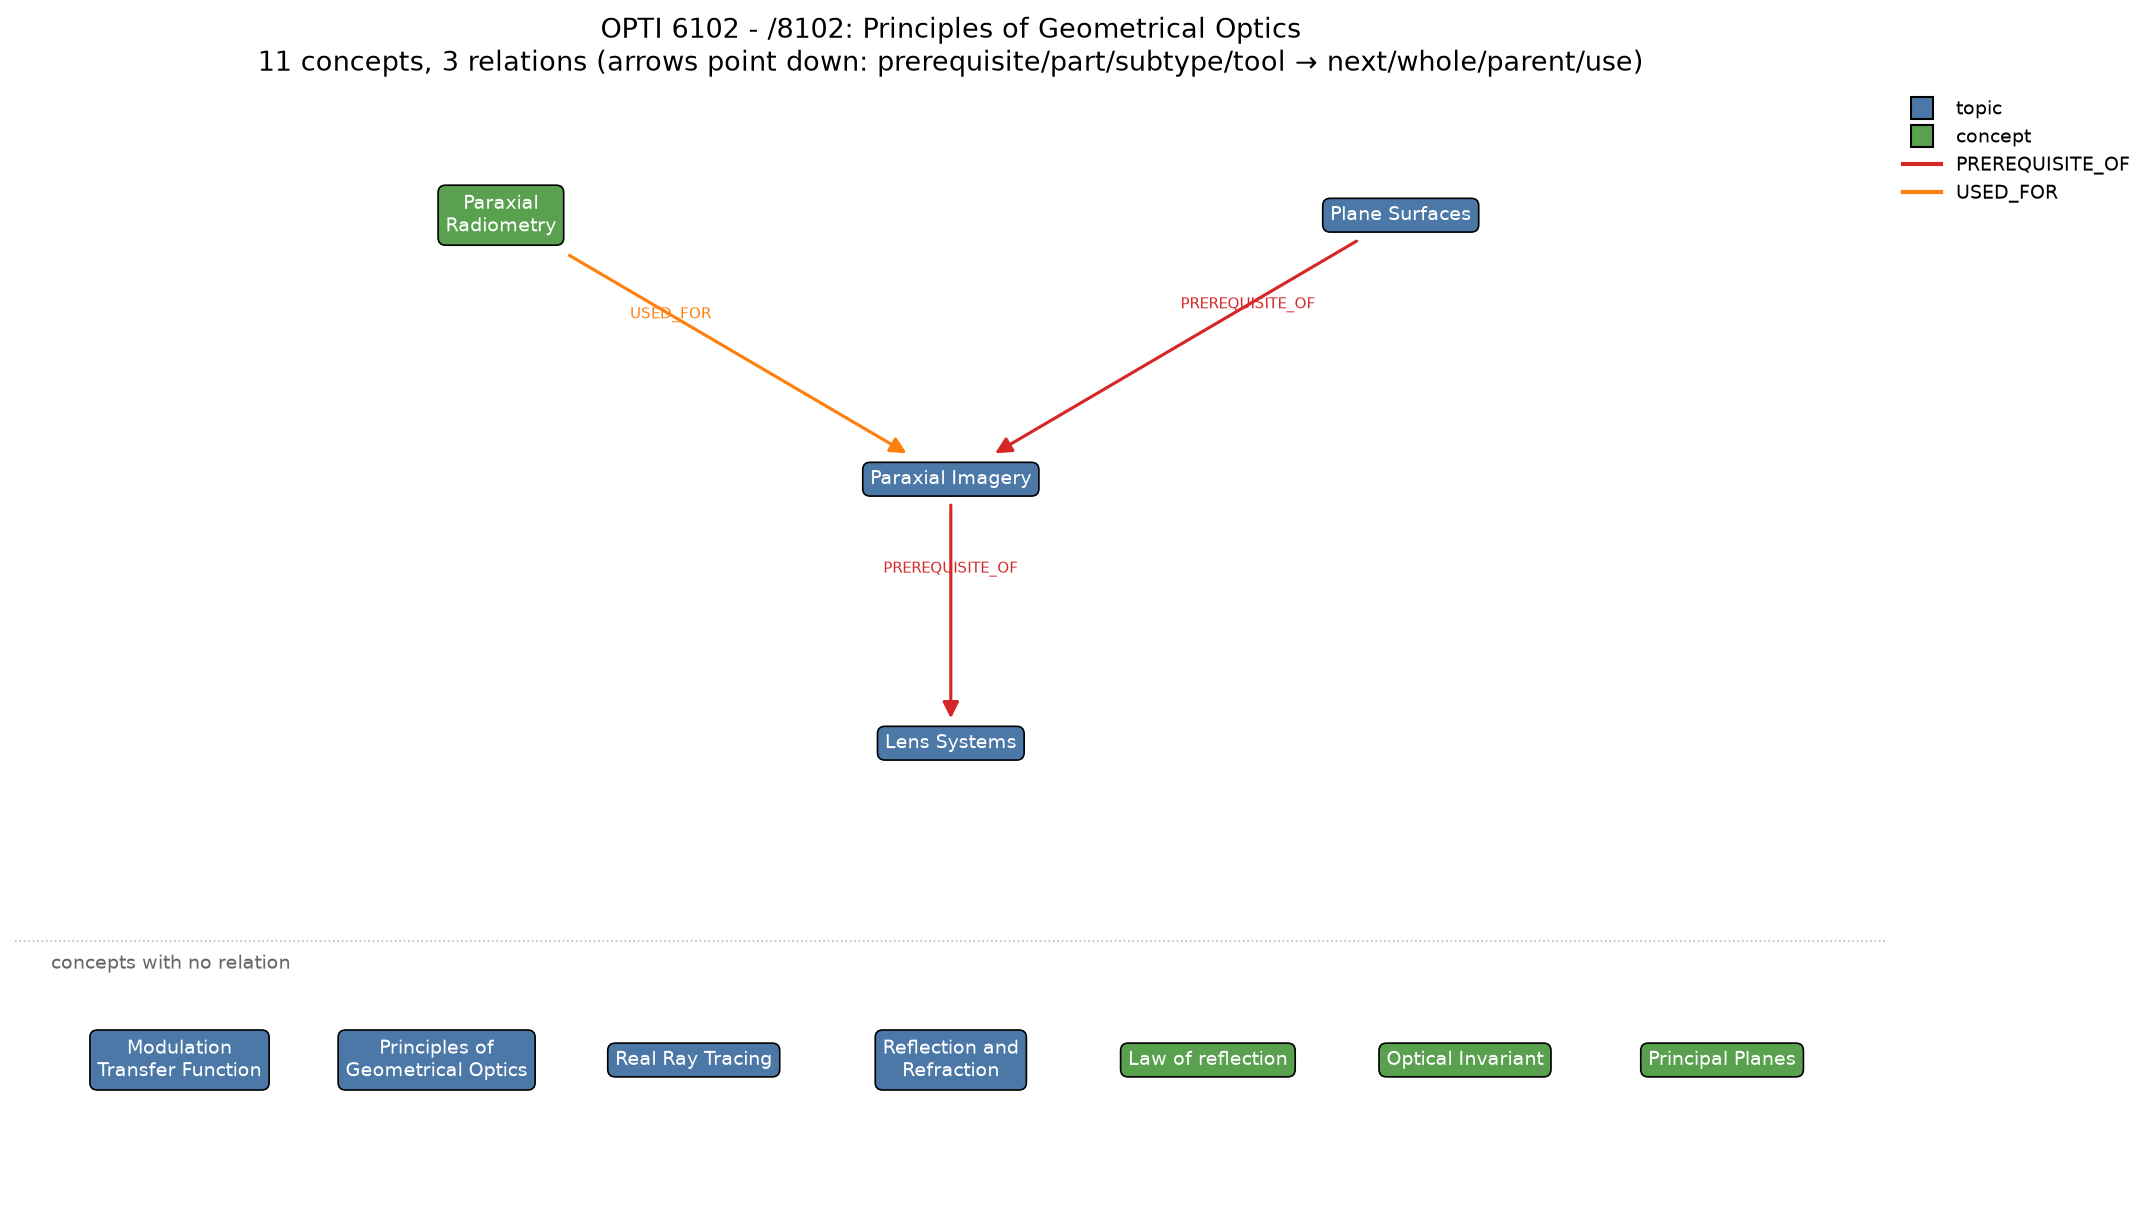 OPTI 6102 - /8102: Principles of Geometrical Optics
11 concepts, 3 relations (arrows point down: prerequisite/part/subtype/tool → next/whole/parent/use)
topic
concept
PREREQUISITE_OF
USED_FOR
Paraxial
Radiometry
Plane Surfaces
USED_FOR
PREREQUISITE_OF
Paraxial Imagery
PREREQUISITE_OF
Lens Systems
concepts with no relation
Modulation
Transfer Function
Principles of
Geometrical Optics
Real Ray Tracing
Reflection and
Refraction
Law of reflection
Optical Invariant
Principal Planes